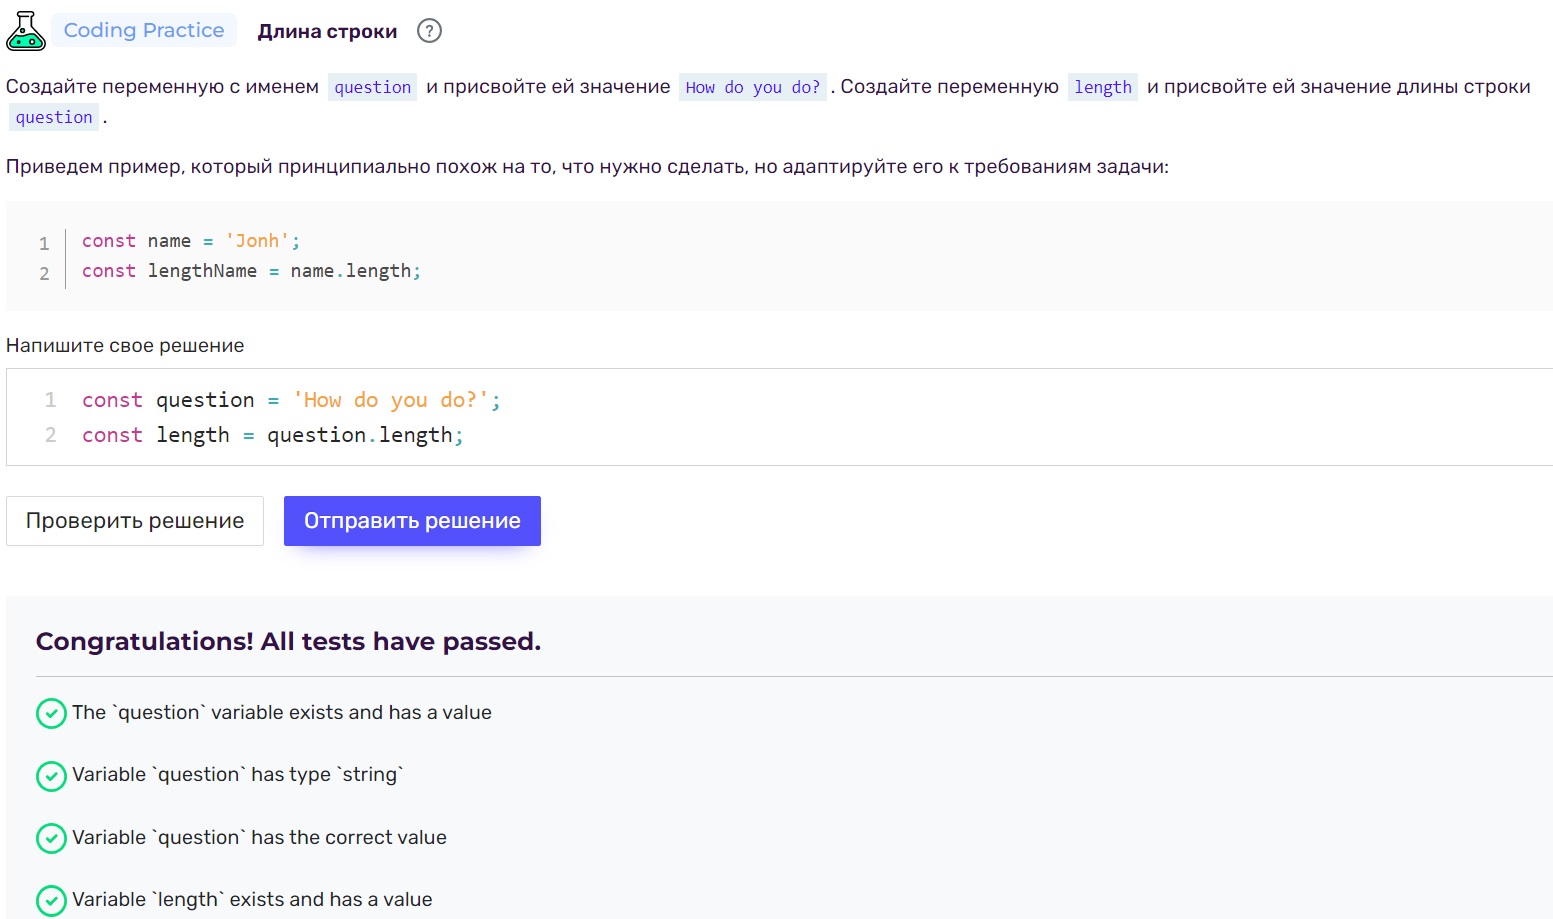 Coding Practice Длина строки ?
Создайте переменную с именем question и присвойте ей значение How do you do? . Создайте переменную length и присвойте ей значение длины строки
question .
Приведем пример, который принципиально похож на то, что нужно сделать, но адаптируйте его к требованиям задачи:
1 const name = 'Jonh';
2 const lengthName = name.length;
Напишите свое решение
1 const question = 'How do you do?';
2 const length = question.length;
Проверить решение Отправить решение
Congratulations! All tests have passed.
The `question` variable exists and has a value
Variable `question` has type `string`
Variable `question` has the correct value
Variable `length` exists and has a value